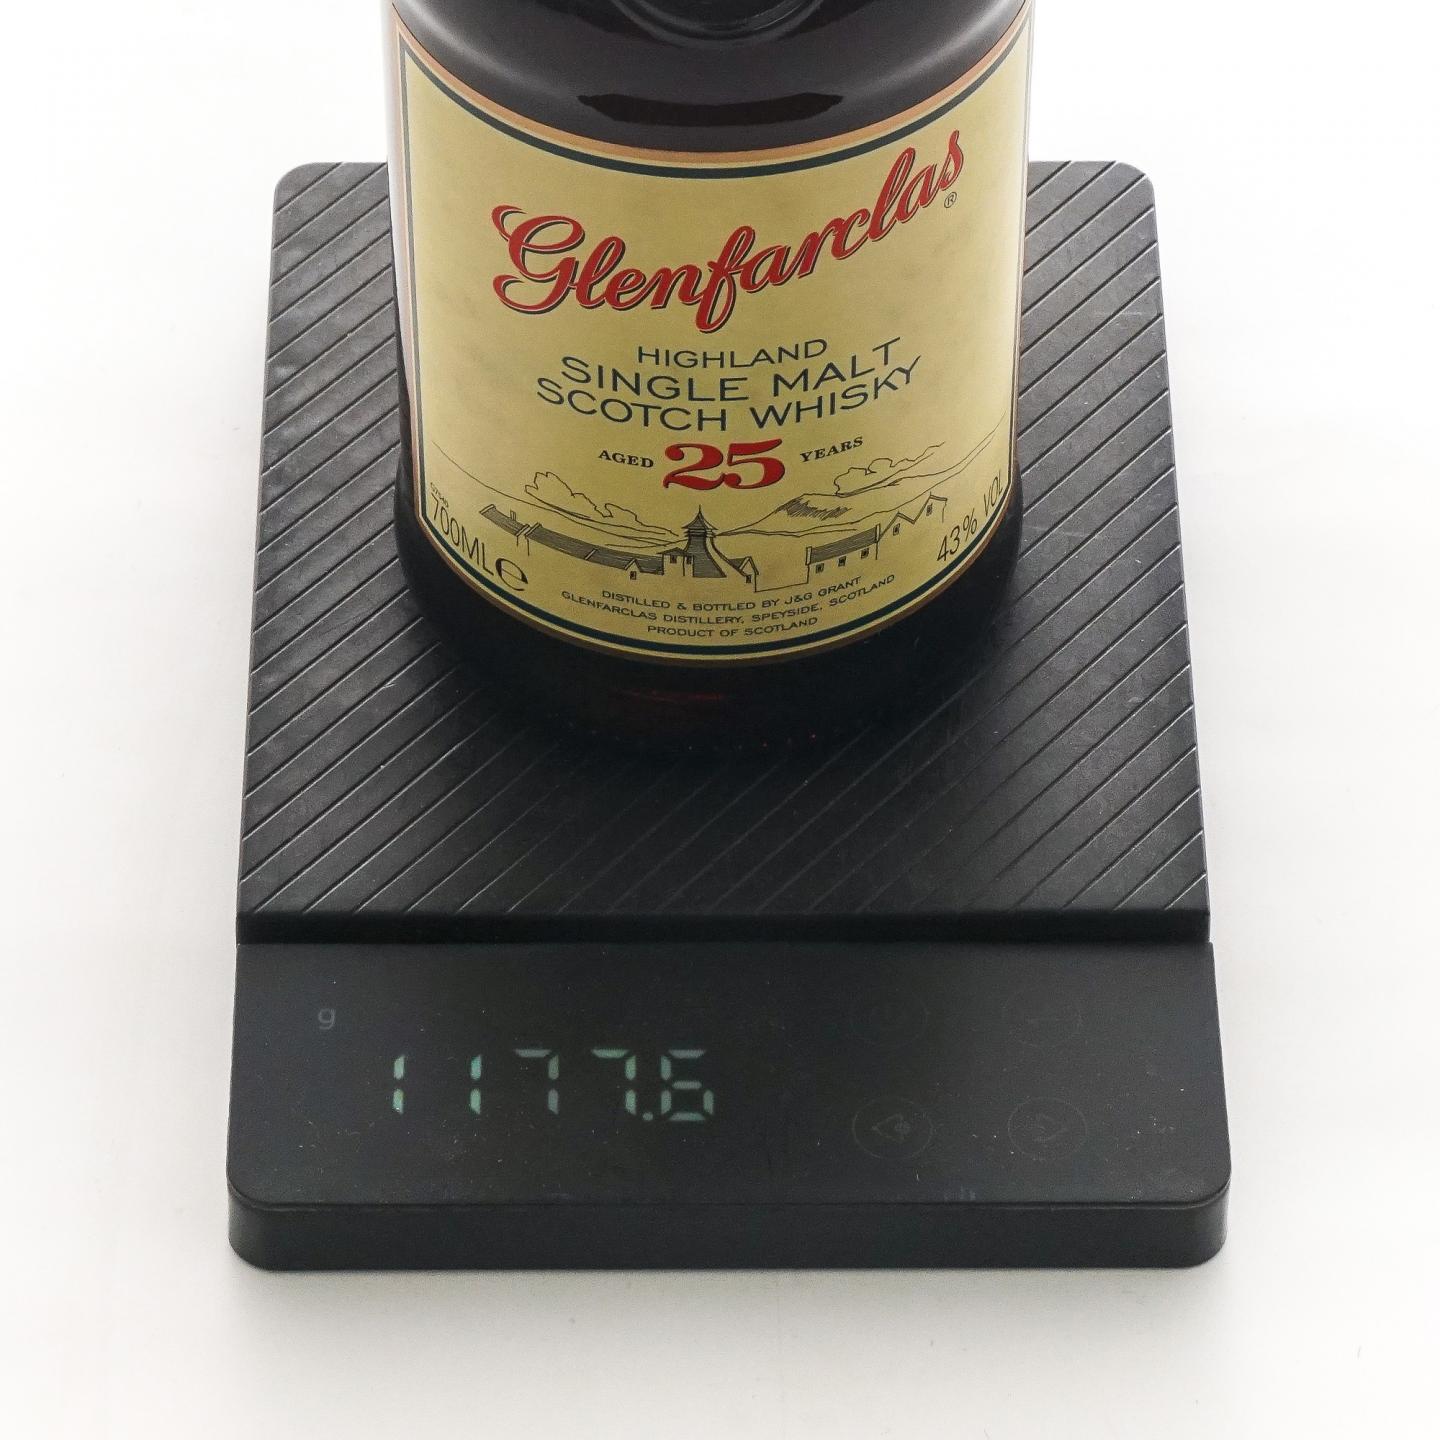 Glenfarclas®
HIGHLAND
SINGLE MALT
SCOTCH WHISKY
AGED 25 YEARS
700MLe
43% VOL
DISTILLED & BOTTLED BY J&G GRANT
GLENFARCLAS DISTILLERY, SPEYSIDE, SCOTLAND
PRODUCT OF SCOTLAND
g
1177.6